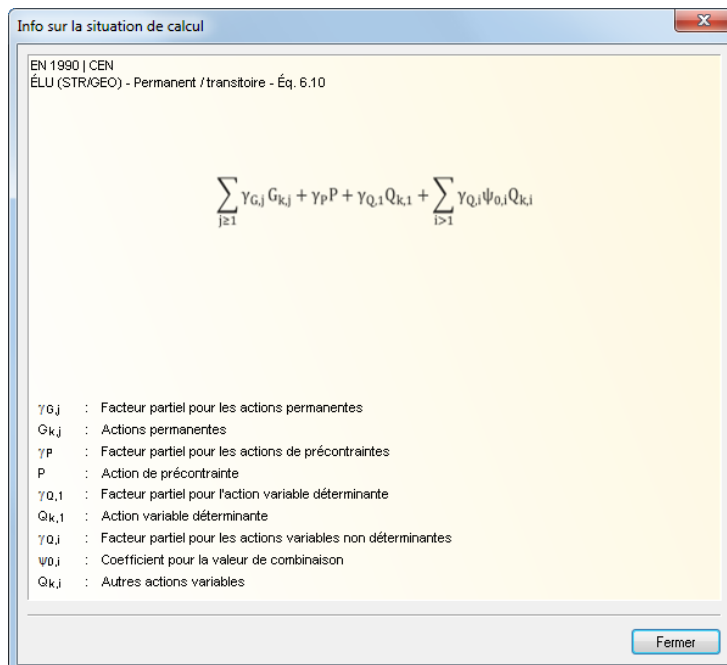 Info sur la situation de calcul
EN 1990 | CEN
ÉLU (STR/GEO) - Permanent / transitoire - Éq. 6.10
∑ j≥1 γG,j Gk,j + γP P + γQ,1 Qk,1 + ∑ i>1 γQ,i ψ0,i Qk,i
γG,j : Facteur partiel pour les actions permanentes
Gk,j : Actions permanentes
γP : Facteur partiel pour les actions de précontraintes
P : Action de précontrainte
γQ,1 : Facteur partiel pour l'action variable déterminante
Qk,1 : Action variable déterminante
γQ,i : Facteur partiel pour les actions variables non déterminantes
ψ0,i : Coefficient pour la valeur de combinaison
Qk,i : Autres actions variables
Fermer